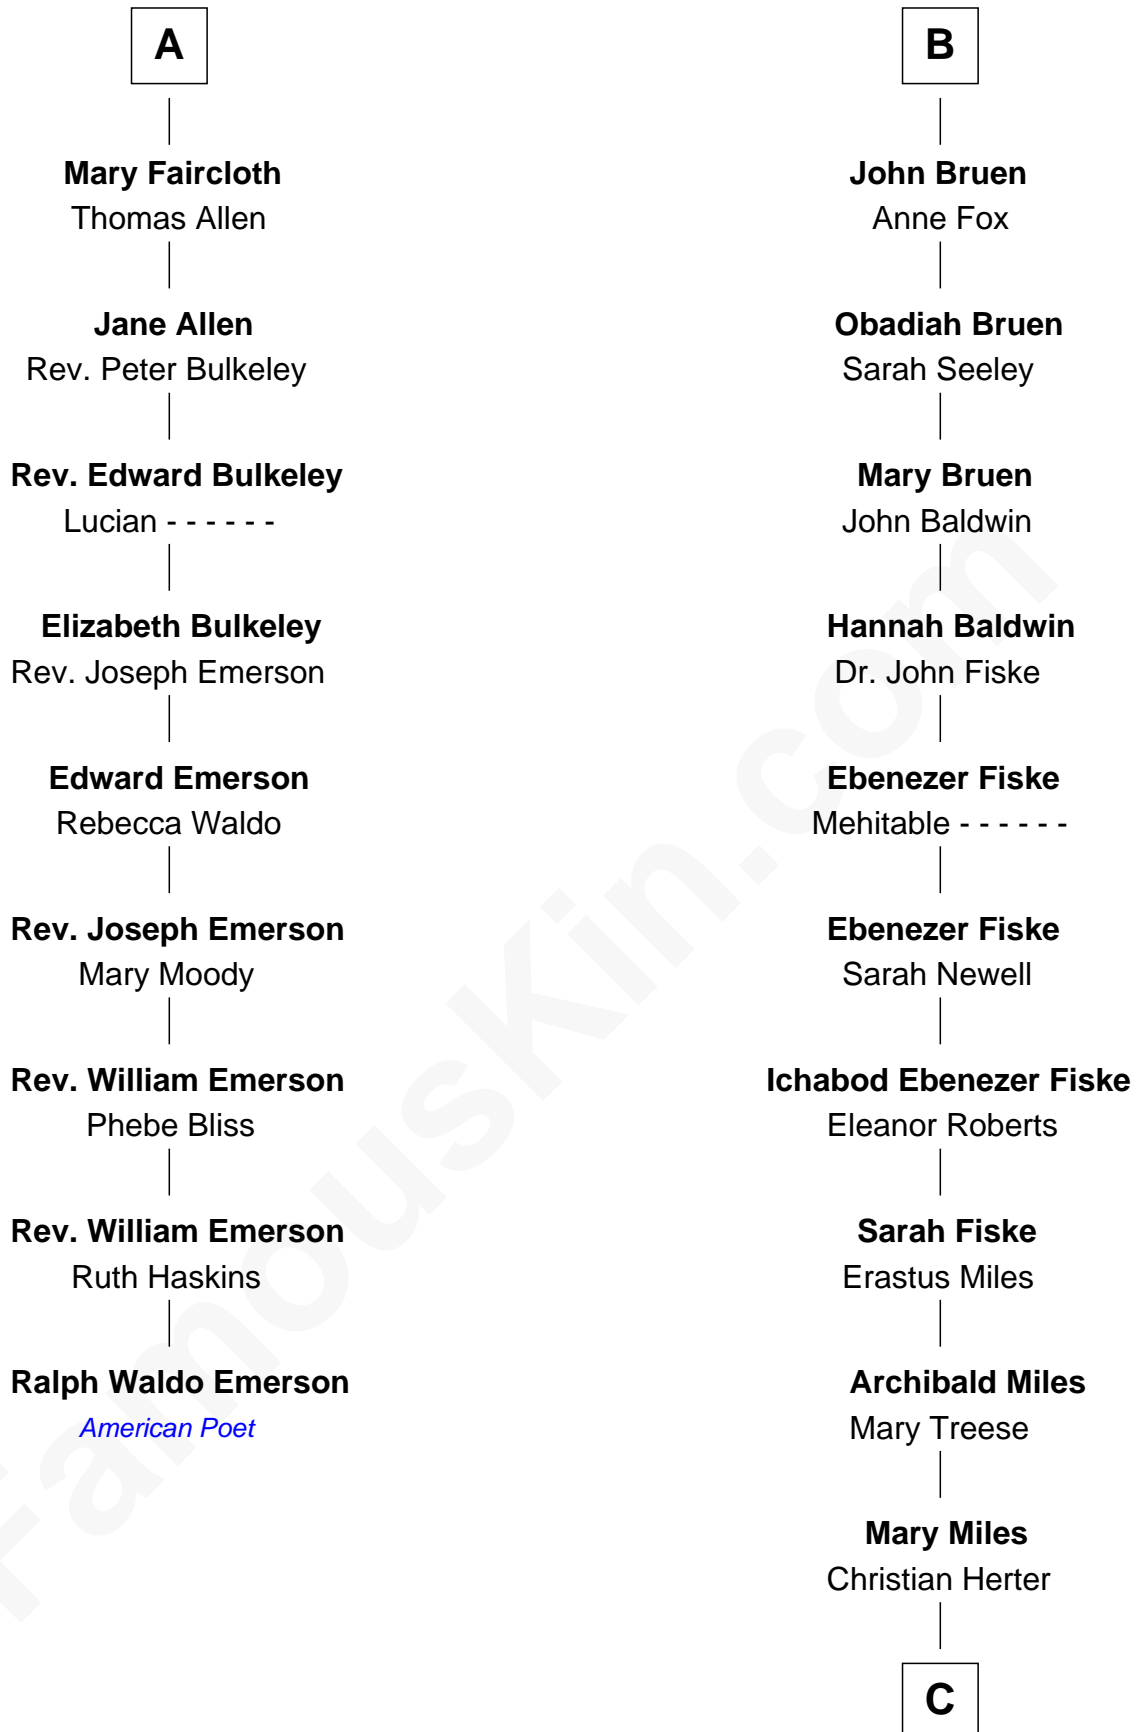 A
Mary Faircloth
Thomas Allen
Jane Allen
Rev. Peter Bulkeley
Rev. Edward Bulkeley
Lucian - - - - - -
Elizabeth Bulkeley
Rev. Joseph Emerson
Edward Emerson
Rebecca Waldo
Rev. Joseph Emerson
Mary Moody
Rev. William Emerson
Phebe Bliss
Rev. William Emerson
Ruth Haskins
Ralph Waldo Emerson
American Poet
B
John Bruen
Anne Fox
Obadiah Bruen
Sarah Seeley
Mary Bruen
John Baldwin
Hannah Baldwin
Dr. John Fiske
Ebenezer Fiske
Mehitable - - - - - -
Ebenezer Fiske
Sarah Newell
Ichabod Ebenezer Fiske
Eleanor Roberts
Sarah Fiske
Erastus Miles
Archibald Miles
Mary Treese
Mary Miles
Christian Herter
C
FamousKin.com